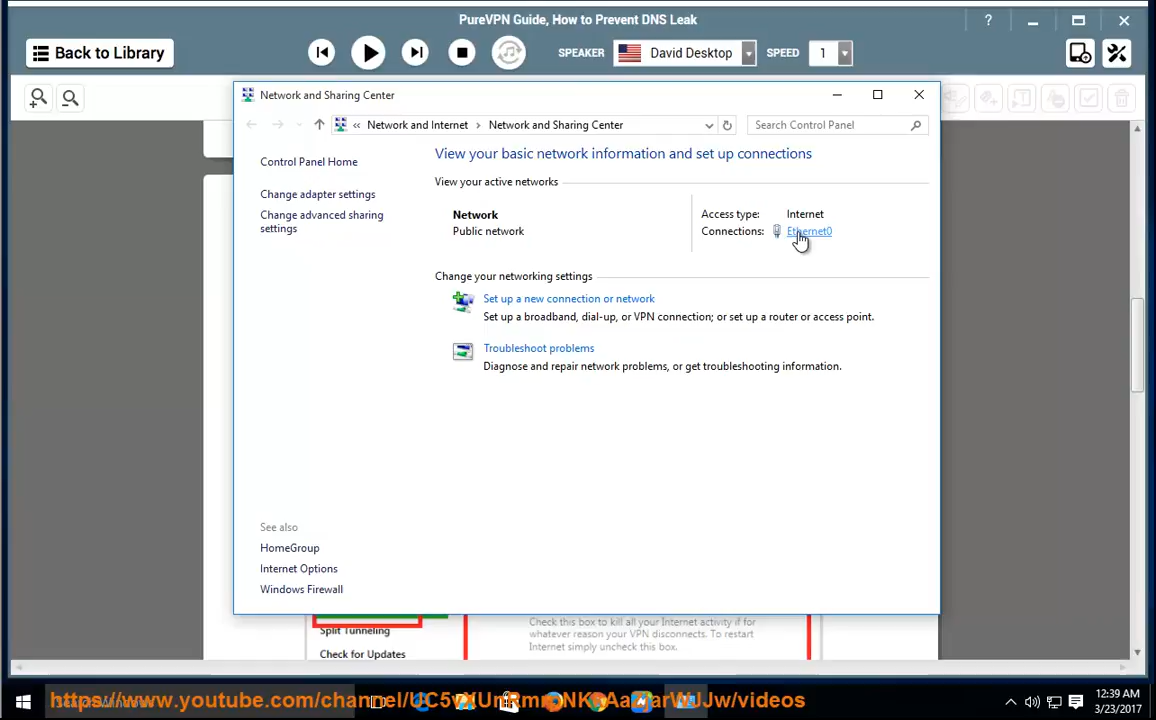 PureVPN Guide, How to Prevent DNS Leak
?
Back to Library
SPEAKER
David Desktop
SPEED
1
Network and Sharing Center
« Network and Internet › Network and Sharing Center
Search Control Panel
Control Panel Home
Change adapter settings
Change advanced sharing
settings
View your basic network information and set up connections
View your active networks
Network
Public network
Access type: Internet
Connections: Ethernet0
Change your networking settings
Set up a new connection or network
Set up a broadband, dial-up, or VPN connection; or set up a router or access point.
Troubleshoot problems
Diagnose and repair network problems, or get troubleshooting information.
See also
HomeGroup
Internet Options
Windows Firewall
Split Tunneling
Check for Updates
Check this box to kill all your Internet activity if for
whatever reason your VPN disconnects. To restart
Internet simply uncheck this box.
12:39 AM
3/23/2017